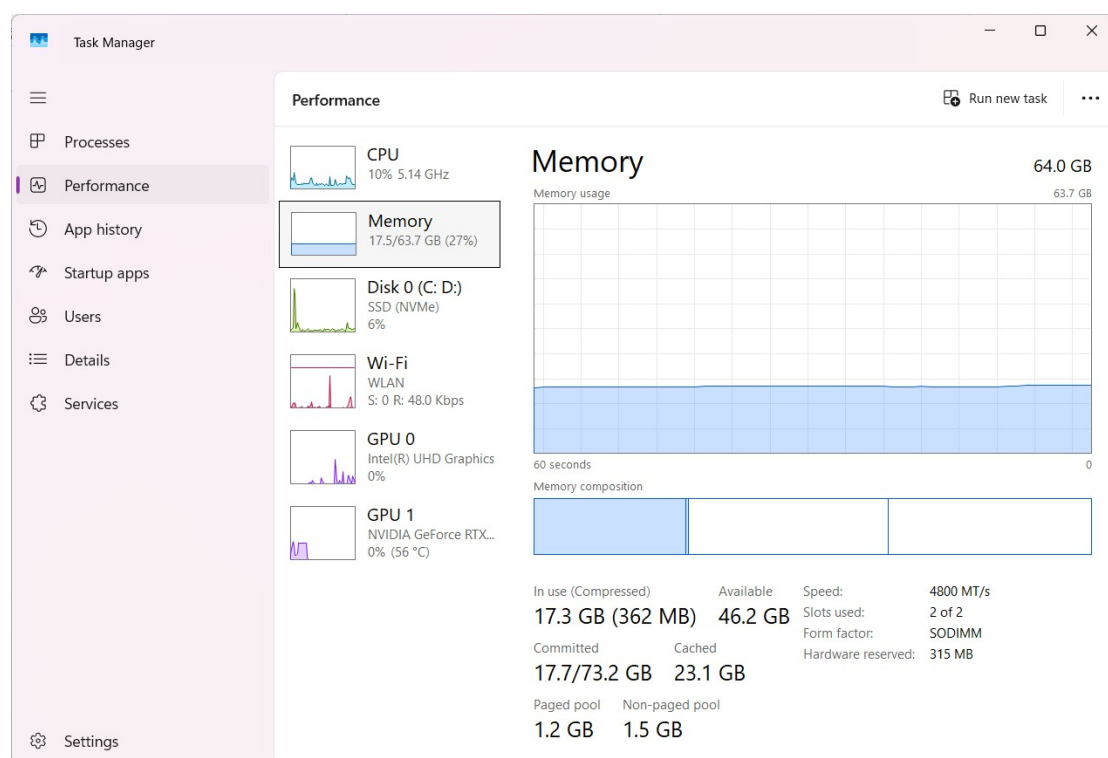 Task Manager
Performance
Run new task
Processes
Performance
App history
Startup apps
Users
Details
Services
Settings
CPU
10% 5.14 GHz
Memory
17.5/63.7 GB (27%)
Disk 0 (C: D:)
SSD (NVMe)
6%
Wi-Fi
WLAN
S: 0 R: 48.0 Kbps
GPU 0
Intel(R) UHD Graphics
0%
GPU 1
NVIDIA GeForce RTX...
0% (56 °C)
Memory 64.0 GB
Memory usage 63.7 GB
60 seconds 0
Memory composition
In use (Compressed) Available
17.3 GB (362 MB) 46.2 GB
Committed Cached
17.7/73.2 GB 23.1 GB
Paged pool Non-paged pool
1.2 GB 1.5 GB
Speed: 4800 MT/s
Slots used: 2 of 2
Form factor: SODIMM
Hardware reserved: 315 MB